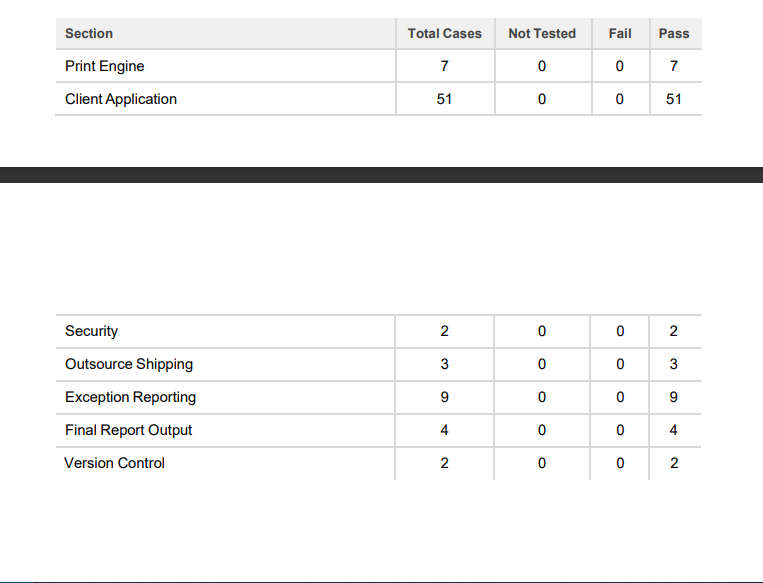 Section Total Cases Not Tested Fail Pass
Print Engine 7 0 0 7
Client Application 51 0 0 51
Security 2 0 0 2
Outsource Shipping 3 0 0 3
Exception Reporting 9 0 0 9
Final Report Output 4 0 0 4
Version Control 2 0 0 2